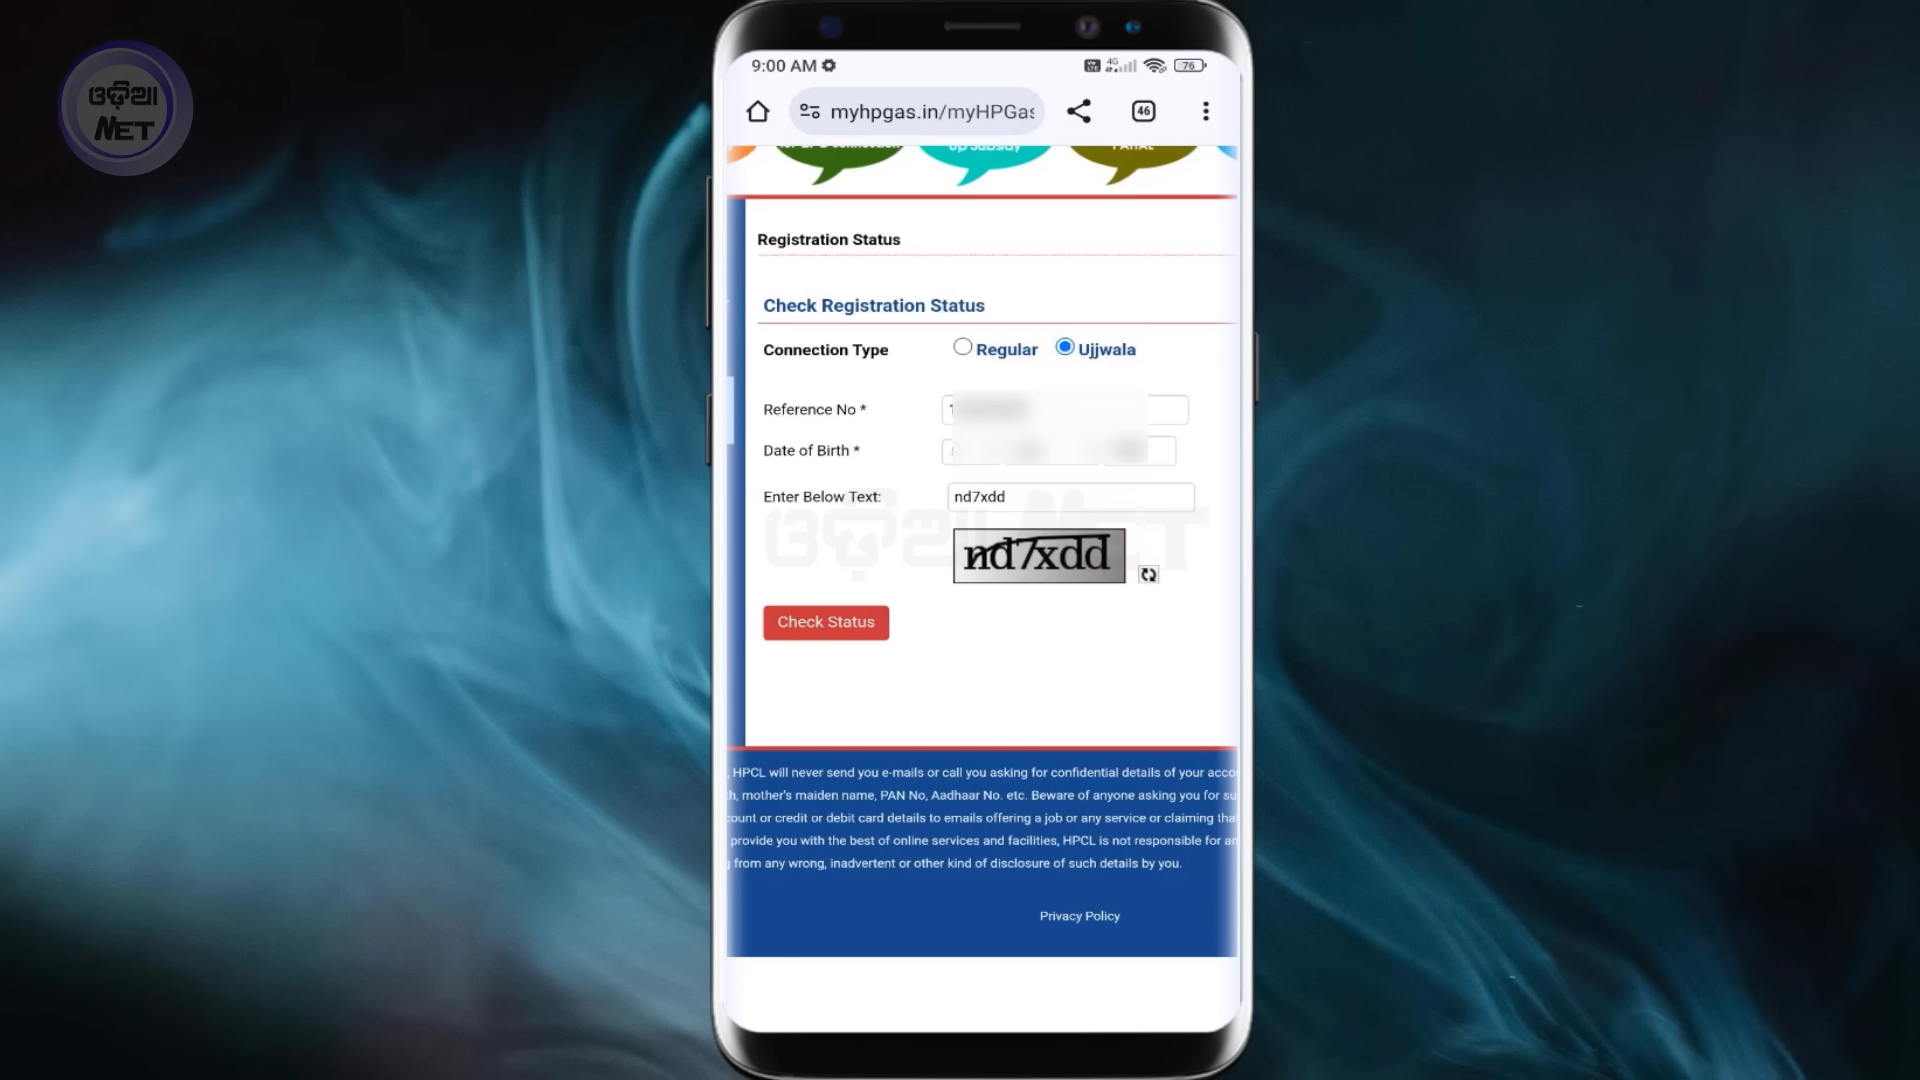 ଓଡ଼ିଆ
NET
9:00 AM
4G
76
myhpgas.in/myHPGas
46
Registration Status
Check Registration Status
Connection Type
Regular
Ujjwala
Reference No *
Date of Birth *
Enter Below Text:
nd7xdd
ଓଡ଼ିଆ NET
nd7xdd
Check Status
, HPCL will never send you e-mails or call you asking for confidential details of your
mother's maiden name, PAN No, Aadhaar No. etc. Beware of anyone asking you for
or credit or debit card details to emails offering a job or any service or claiming
provide you with the best of online services and facilities, HPCL is not responsible for
from any wrong, inadvertent or other kind of disclosure of such details by you.
Privacy Policy